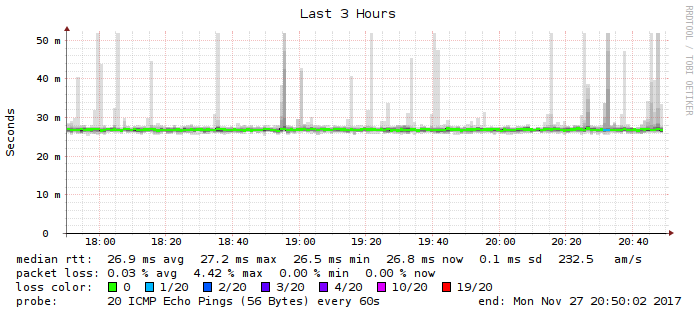 Last 3 Hours
RRDTOOL / TOBI OETIKER
Seconds
50 m
40 m
30 m
20 m
10 m
0
18:00 18:20 18:40 19:00 19:20 19:40 20:00 20:20 20:40
median rtt: 26.9 ms avg 27.2 ms max 26.5 ms min 26.8 ms now 0.1 ms sd 232.5 am/s
packet loss: 0.03 % avg 4.42 % max 0.00 % min 0.00 % now
loss color: 0 1/20 2/20 3/20 4/20 10/20 19/20
probe: 20 ICMP Echo Pings (56 Bytes) every 60s end: Mon Nov 27 20:50:02 2017